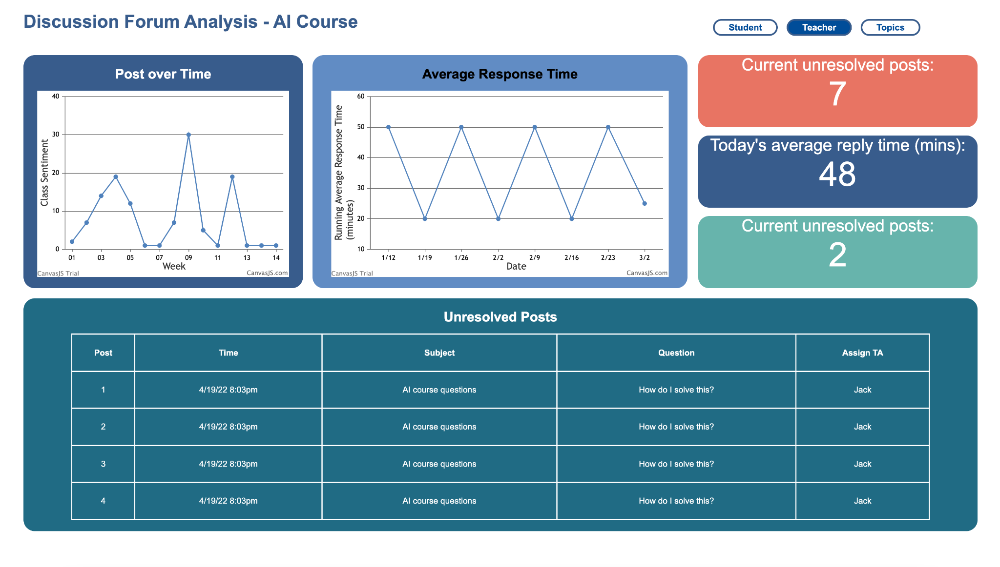 Discussion Forum Analysis - AI Course
Student
Teacher
Topics
Post over Time
Class Sentiment
40
30
20
10
0
01 03 05 07 09 11 13 14
Week
CanvasJS Trial
CanvasJS.com
Average Response Time
Running Average Response Time
(minutes)
60
50
40
30
20
10
1/12 1/19 1/26 2/2 2/9 2/16 2/23 3/2
Date
CanvasJS Trial
CanvasJS.com
Current unresolved posts:
7
Today's average reply time (mins):
48
Current unresolved posts:
2
Unresolved Posts
Post Time Subject Question Assign TA
1 4/19/22 8:03pm AI course questions How do I solve this? Jack
2 4/19/22 8:03pm AI course questions How do I solve this? Jack
3 4/19/22 8:03pm AI course questions How do I solve this? Jack
4 4/19/22 8:03pm AI course questions How do I solve this? Jack